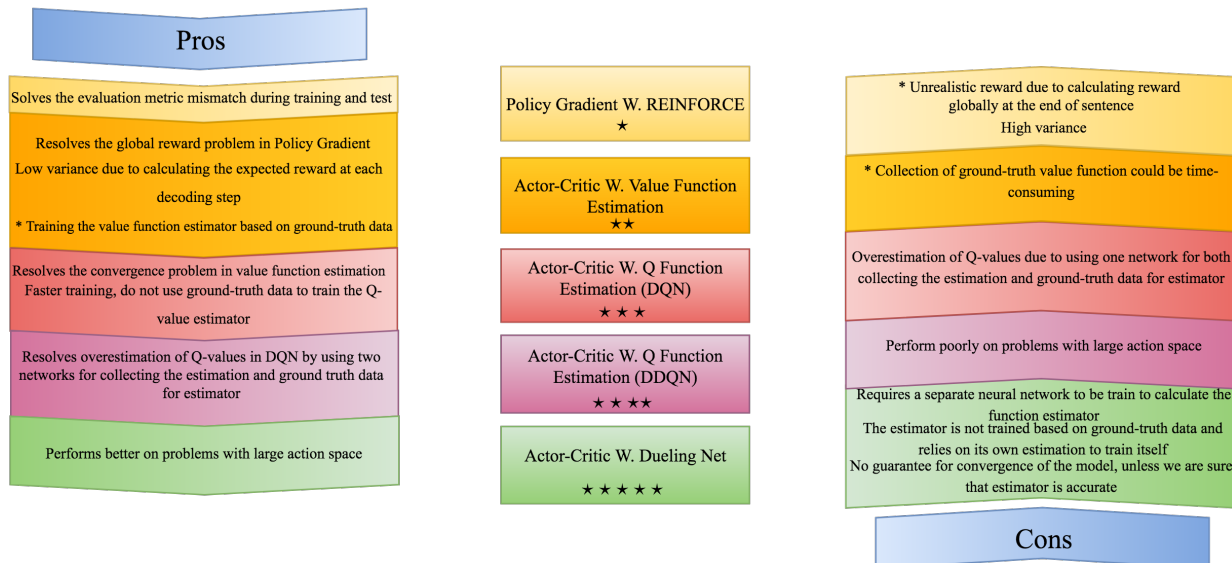 Pros
Solves the evaluation metric mismatch during training and test
Resolves the global reward problem in Policy Gradient
Low variance due to calculating the expected reward at each
decoding step
* Training the value function estimator based on ground-truth data
Resolves the convergence problem in value function estimation
Faster training, do not use ground-truth data to train the Q-
value estimator
Resolves overestimation of Q-values in DQN by using two
networks for collecting the estimation and ground truth data
for estimator
Performs better on problems with large action space
Policy Gradient W. REINFORCE
★
Actor-Critic W. Value Function
Estimation
★★
Actor-Critic W. Q Function
Estimation (DQN)
★ ★ ★
Actor-Critic W. Q Function
Estimation (DDQN)
★ ★ ★★
Actor-Critic W. Dueling Net
★ ★ ★ ★ ★
* Unrealistic reward due to calculating reward
globally at the end of sentence
High variance
* Collection of ground-truth value function could be time-
consuming
Overestimation of Q-values due to using one network for both
collecting the estimation and ground-truth data for estimator
Perform poorly on problems with large action space
Requires a separate neural network to be train to calculate the
function estimator
The estimator is not trained based on ground-truth data and
relies on its own estimation to train itself
No guarantee for convergence of the model, unless we are sure
that estimator is accurate
Cons